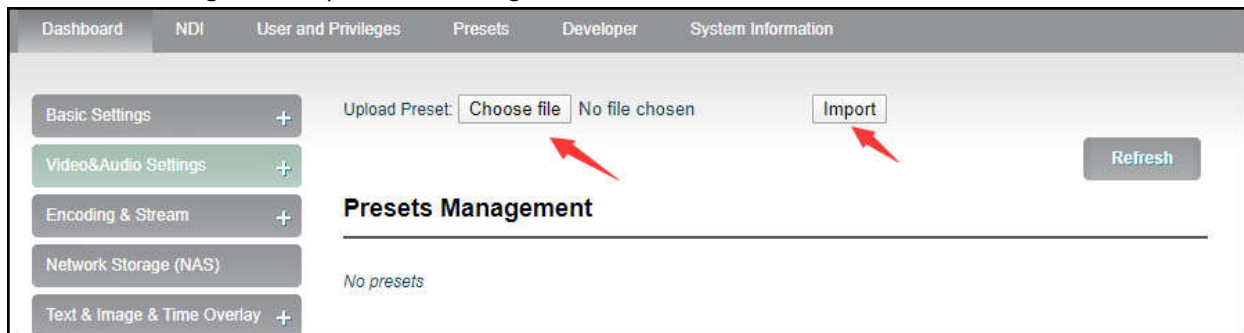 Dashboard NDI User and Privileges Presets Developer System Information
Basic Settings +
Upload Preset: Choose file No file chosen Import
Video&Audio Settings +
Refresh
Encoding & Stream +
Presets Management
Network Storage (NAS)
No presets
Text & Image & Time Overlay +